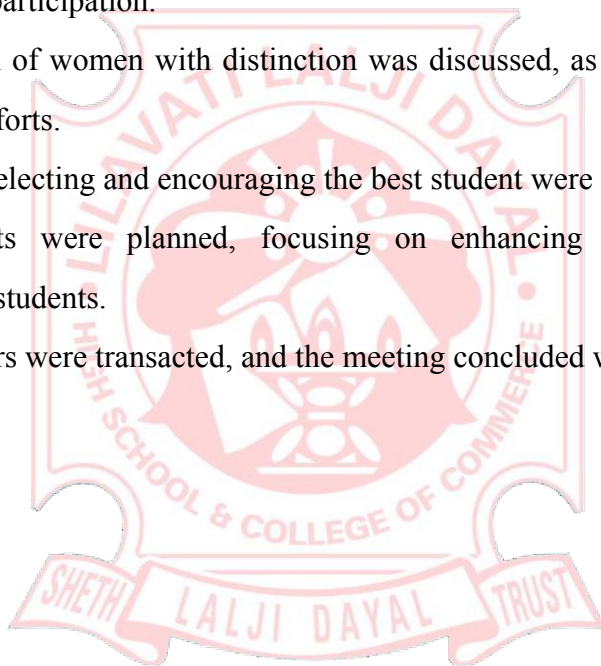 participation.
of women with distinction was discussed, as
forts.
electing and encouraging the best student were
ts were planned, focusing on enhancing
students.
rs were transacted, and the meeting concluded w
LILAVATI LALJI DAYAL
HIGH SCHOOL & COLLEGE OF COMMERCE
SHETH LALJI DAYAL TRUST